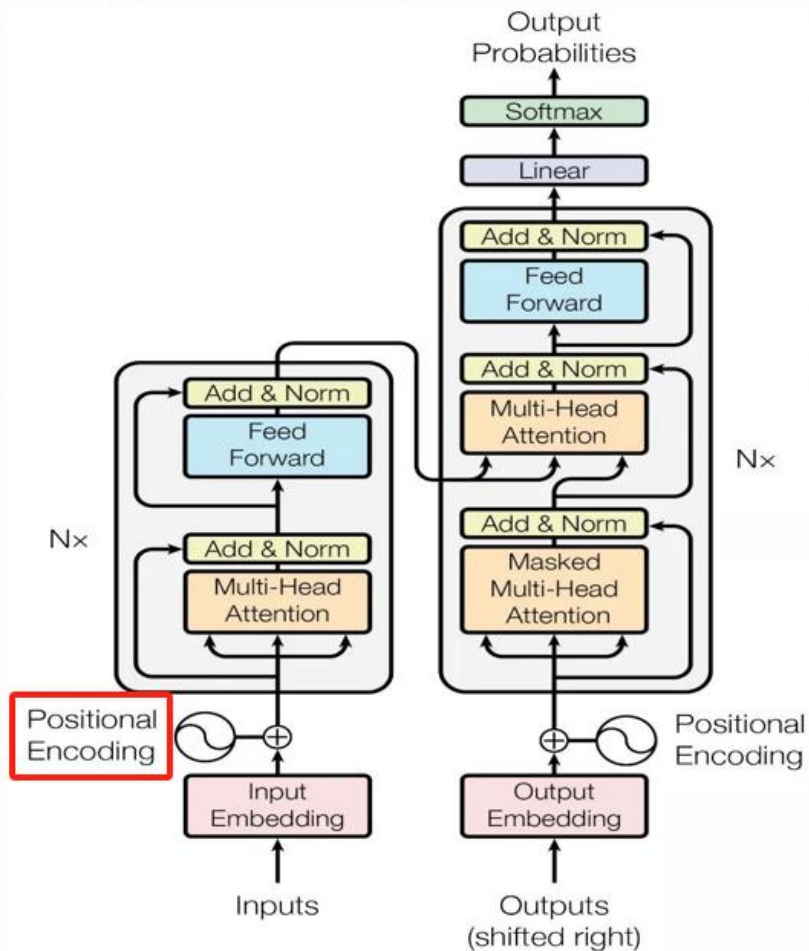 Output
Probabilities
Softmax
Linear
Add & Norm
Feed
Forward
Add & Norm
Multi-Head
Attention
Nx
Add & Norm
Masked
Multi-Head
Attention
Add & Norm
Feed
Forward
Nx
Add & Norm
Multi-Head
Attention
Positional
Encoding
Positional
Encoding
Input
Embedding
Output
Embedding
Inputs
Outputs
(shifted right)